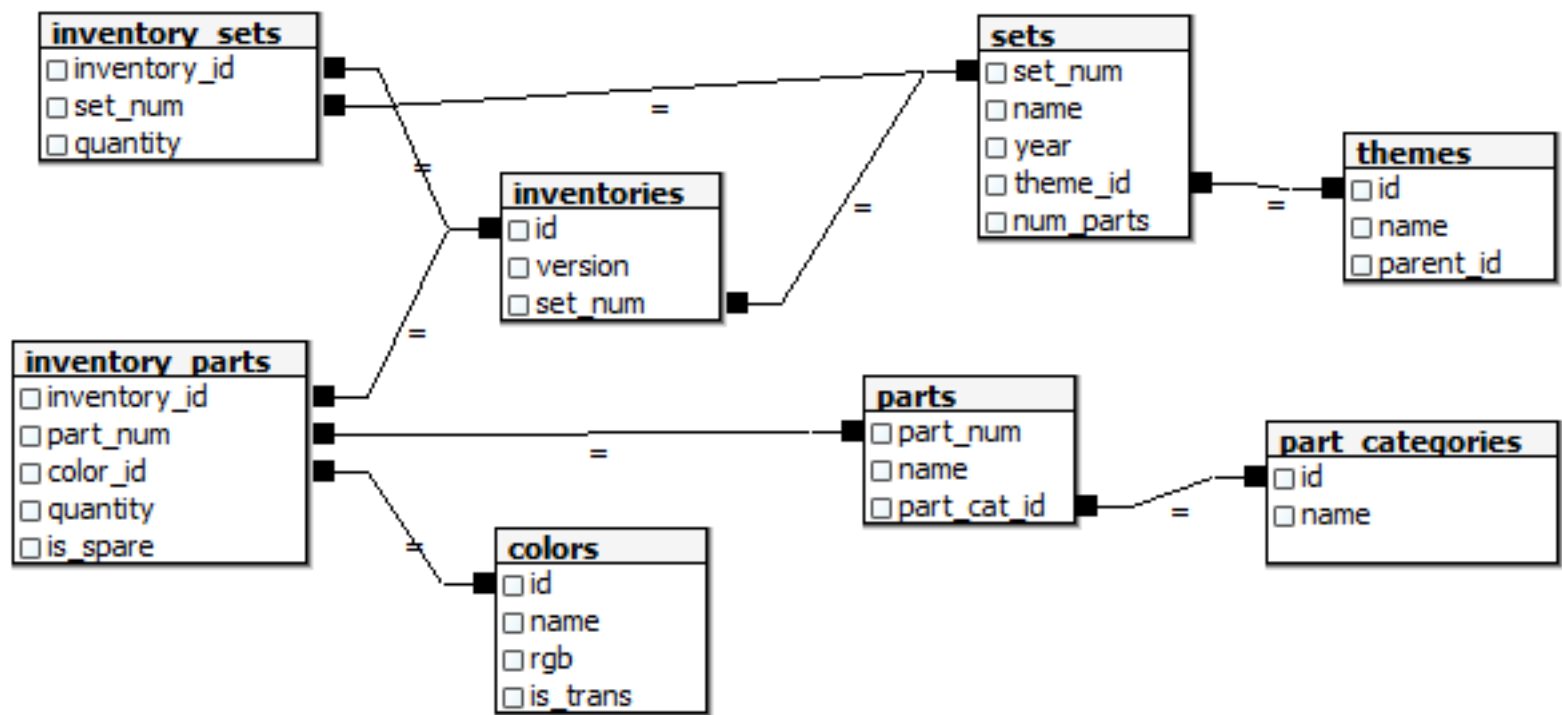 inventory_sets
inventory_id
set_num
quantity
=
=
sets
set_num
name
year
theme_id
num_parts
=
themes
id
name
parent_id
inventories
id
version
set_num
=
=
inventory_parts
inventory_id
part_num
color_id
quantity
is_spare
=
=
parts
part_num
name
part_cat_id
=
part_categories
id
name
colors
id
name
rgb
is_trans